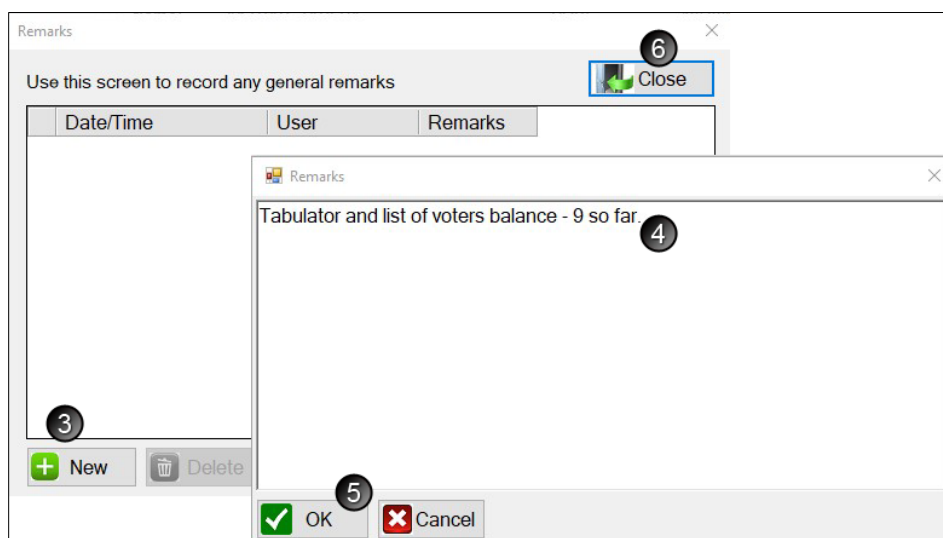 Remarks
6
Use this screen to record any general remarks
Close
Date/Time User Remarks
Remarks
Tabulator and list of voters balance - 9 so far.
4
3
New Delete
5
OK Cancel